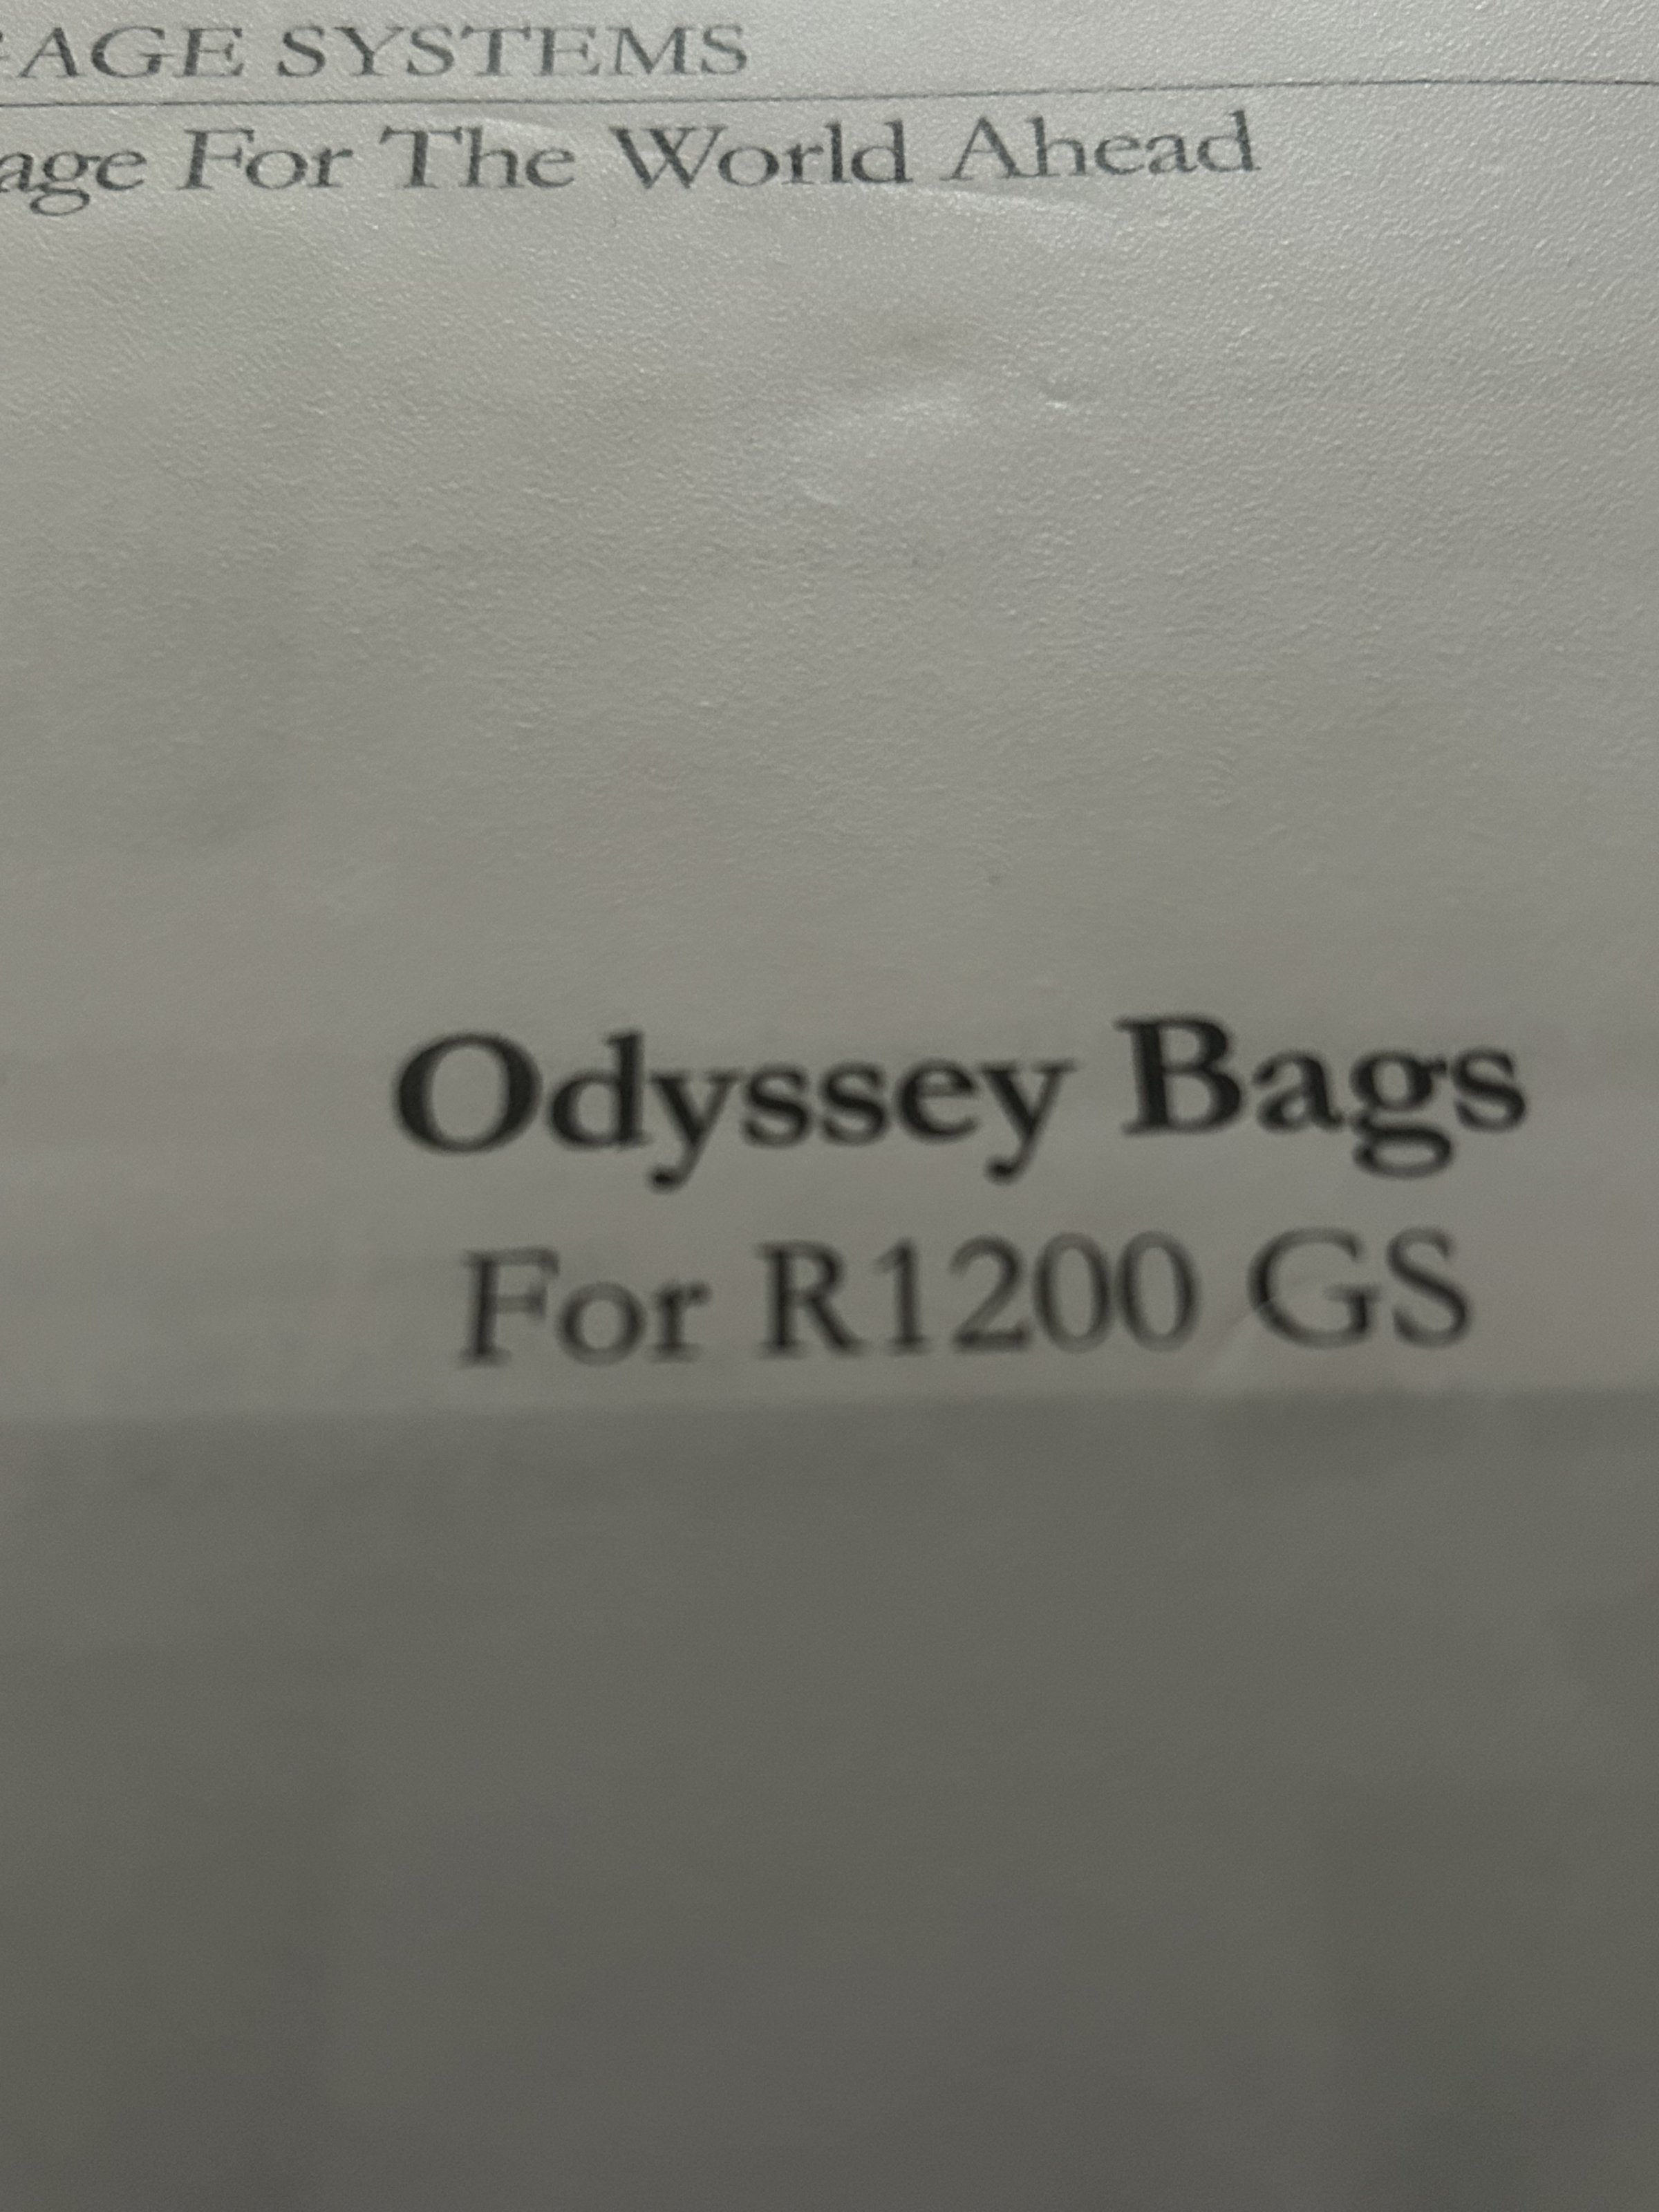 AGE SYSTEMS
age For The World Ahead
Odyssey Bags
For R1200 GS